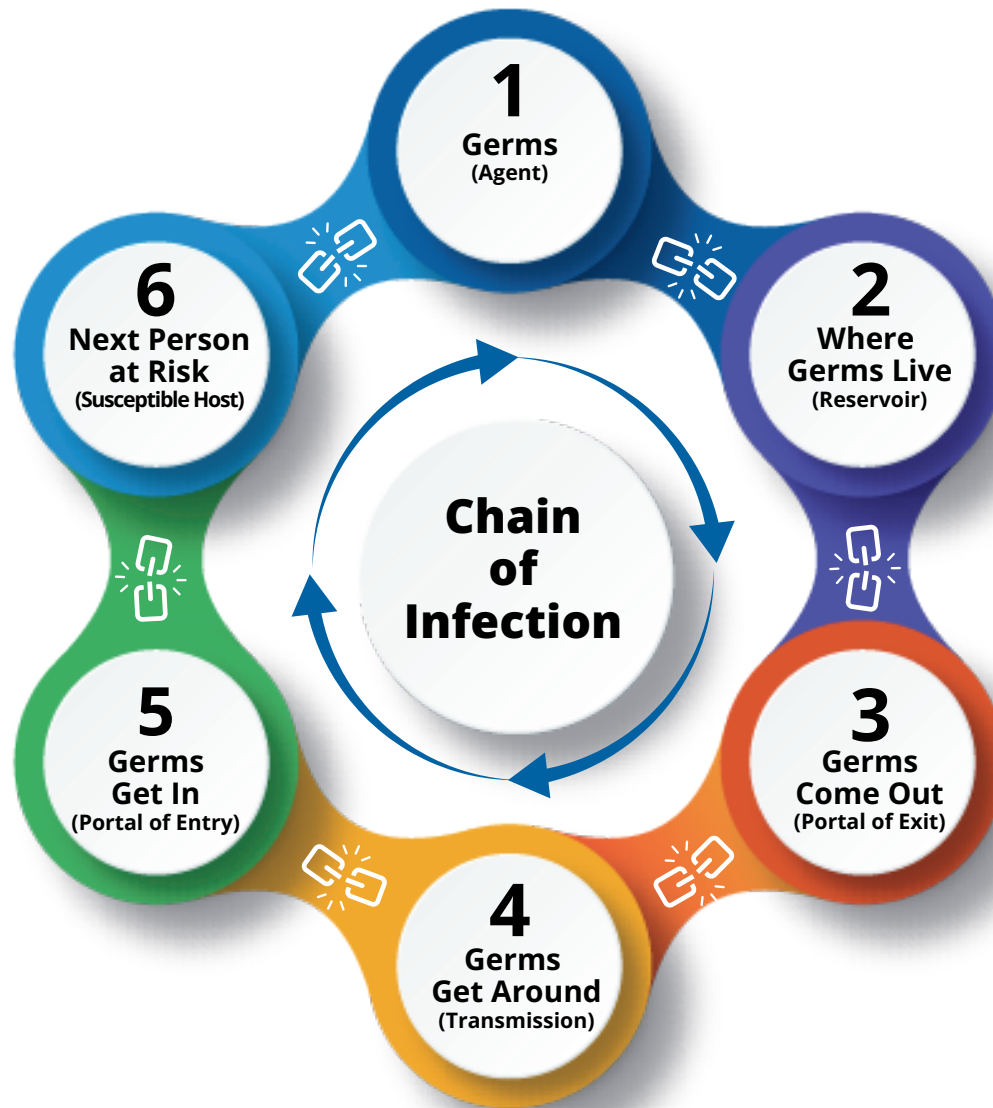 1
Germs
(Agent)
2
Where
Germs Live
(Reservoir)
3
Germs
Come Out
(Portal of Exit)
4
Germs
Get Around
(Transmission)
5
Germs
Get In
(Portal of Entry)
6
Next Person
at Risk
(Susceptible Host)
Chain
of
Infection